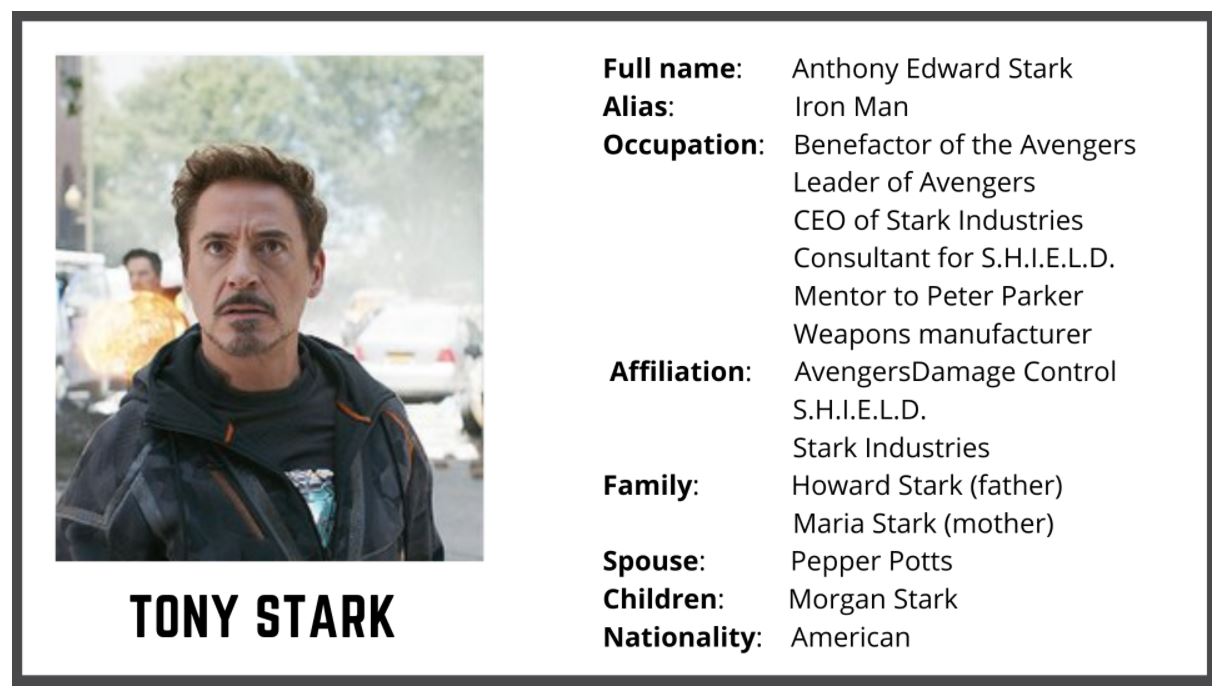 Full name: Anthony Edward Stark
Alias: Iron Man
Occupation: Benefactor of the Avengers
Leader of Avengers
CEO of Stark Industries
Consultant for S.H.I.E.L.D.
Mentor to Peter Parker
Weapons manufacturer
Affiliation: AvengersDamage Control
S.H.I.E.L.D.
Stark Industries
Family: Howard Stark (father)
Maria Stark (mother)
Spouse: Pepper Potts
Children: Morgan Stark
Nationality: American
TONY STARK